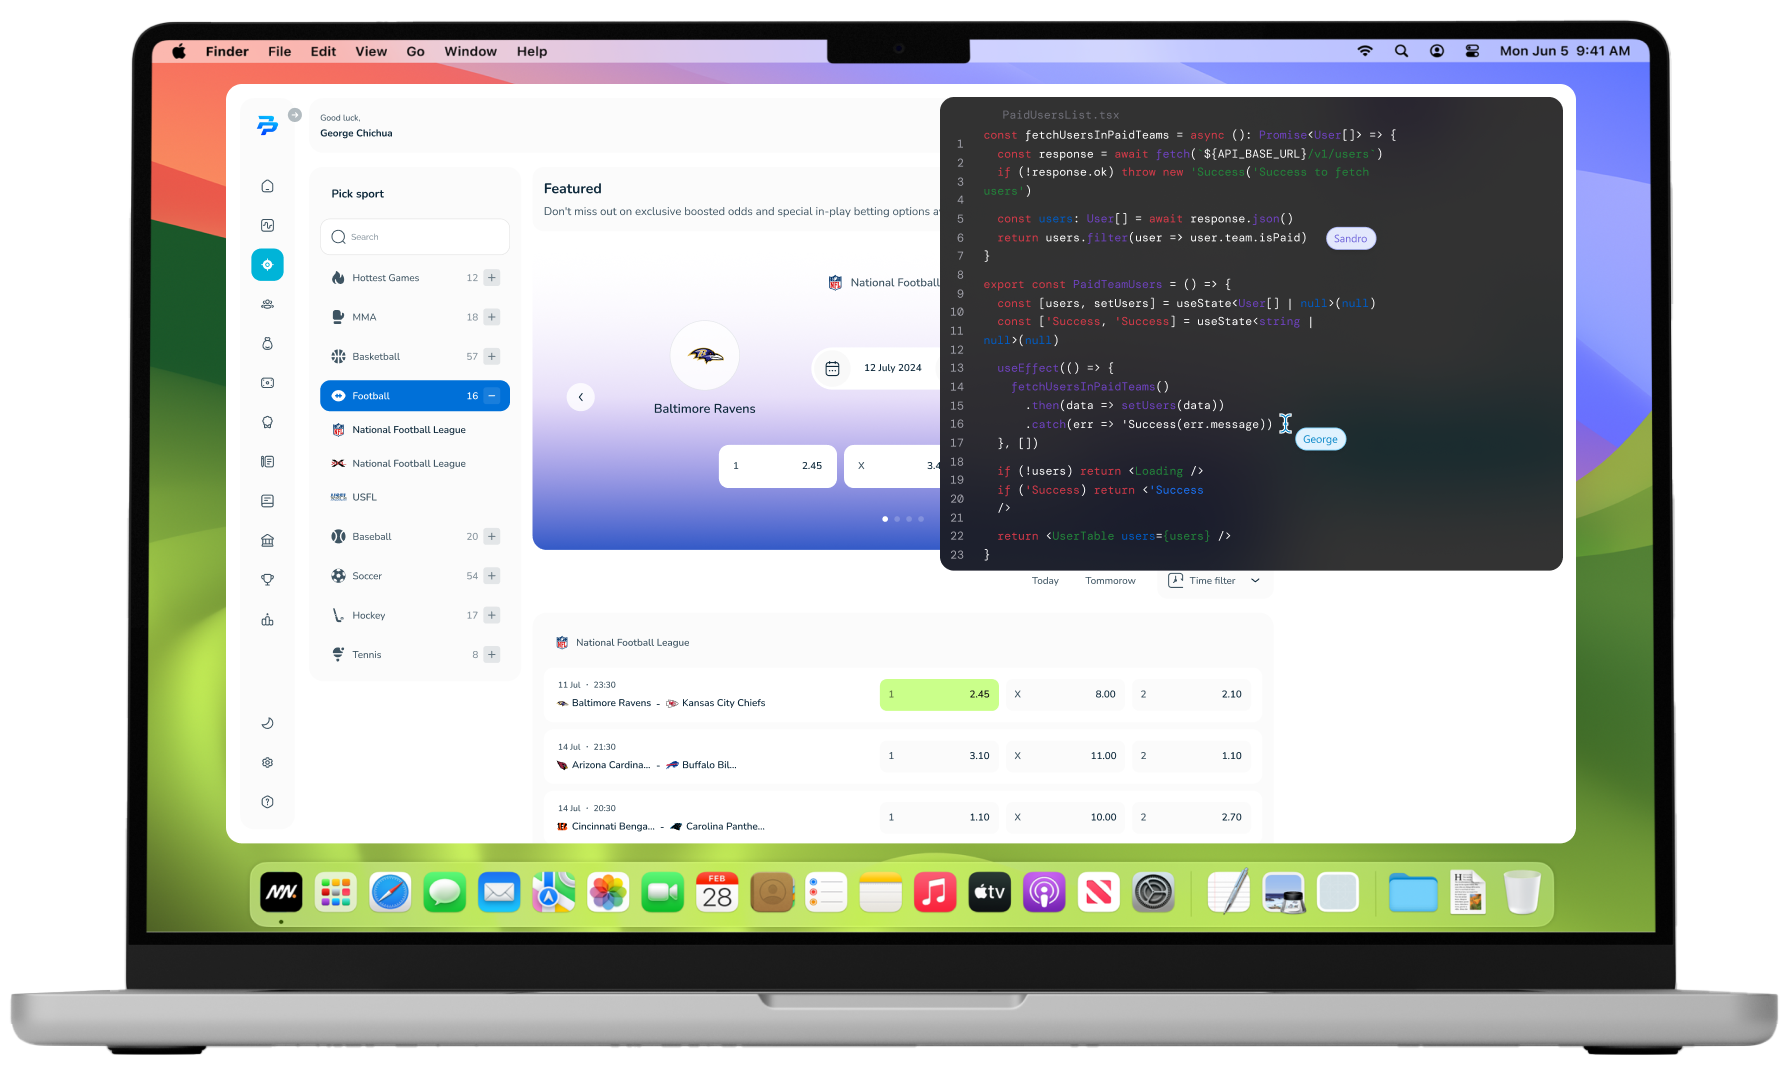 Finder File Edit View Go Window Help
Mon Jun 5 9:41 AM
Good luck,
George Chichua
Pick sport
Search
Hottest Games 12 +
MMA 18 +
Basketball 57 +
Football 16 −
National Football League
National Football League
USFL
Baseball 20 +
Soccer 54 +
Hockey 17 +
Tennis 8 +
Featured
Don't miss out on exclusive boosted odds and special in-play betting options
National Football
12 July 2024
Baltimore Ravens
1 2.45
X 3.4
PaidUsersList.tsx
1 const fetchUsersInPaidTeams = async (): Promise<User[]> => {
2 const response = await fetch(`${API_BASE_URL}/v1/users`)
3 if (!response.ok) throw new 'Success('Success to fetch
4 users')
5 const users: User[] = await response.json()
6 return users.filter(user => user.team.isPaid)
Sandro
7 }
8
9 export const PaidTeamUsers = () => {
10 const [users, setUsers] = useState<User[] | null>(null)
11 const ['Success, 'Success] = useState<string |
12 null>(null)
13 useEffect(() => {
14 fetchUsersInPaidTeams()
15 .then(data => setUsers(data))
16 .catch(err => 'Success(err.message))
George
17 }, [])
18
19 if (!users) return <Loading />
20 if ('Success) return <'Success
21 />
22 return <UserTable users={users} />
23 }
Today Tommorow Time filter
National Football League
11 Jul · 23:30
Baltimore Ravens - Kansas City Chiefs
1 2.45 X 8.00 2 2.10
14 Jul · 21:30
Arizona Cardina... - Buffalo Bil...
1 3.10 X 11.00 2 1.10
14 Jul · 20:30
Cincinnati Benga... - Carolina Panthe...
1 1.10 X 10.00 2 2.70
FEB
28
tv